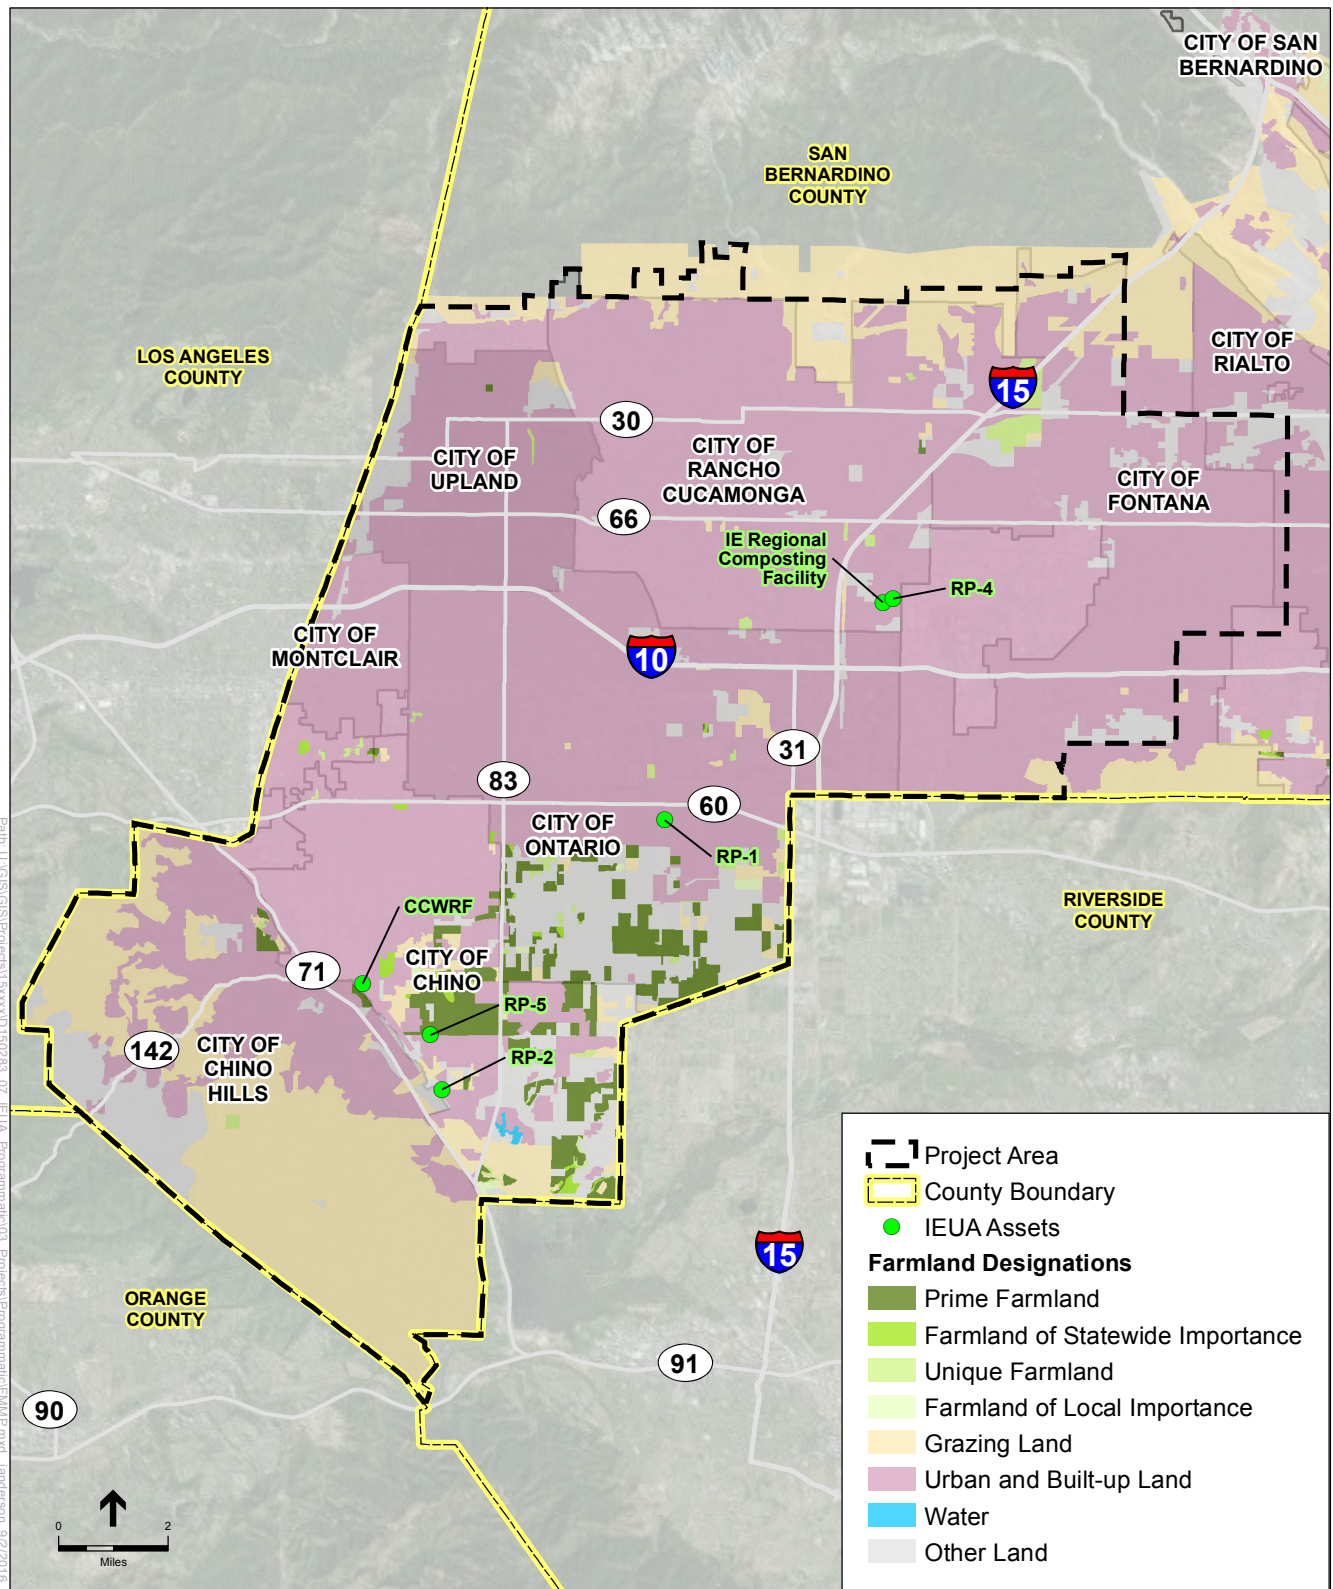 CITY OF SAN
BERNARDINO
SAN
BERNARDINO
COUNTY
LOS ANGELES
COUNTY
CITY OF
RIALTO
15
30
CITY OF
UPLAND
CITY OF
RANCHO
CUCAMONGA
CITY OF
FONTANA
66
IE Regional
Composting
Facility
RP-4
CITY OF
MONTCLAIR
10
31
83
60
CITY OF
ONTARIO
RP-1
RIVERSIDE
COUNTY
CCWRF
CITY OF
CHINO
71
RP-5
142
CITY OF
CHINO
HILLS
RP-2
15
ORANGE
COUNTY
91
90
0
2
Miles
Project Area
County Boundary
IEUA Assets
Farmland Designations
Prime Farmland
Farmland of Statewide Importance
Unique Farmland
Farmland of Local Importance
Grazing Land
Urban and Built-up Land
Water
Other Land